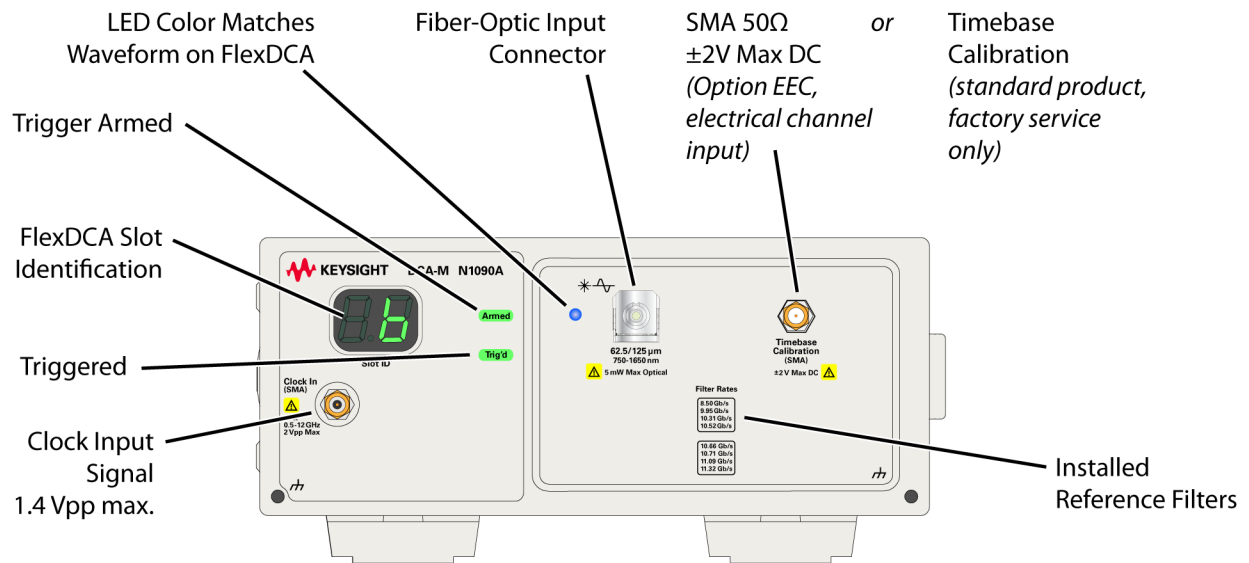 LED Color Matches
Waveform on FlexDCA
Fiber-Optic Input
Connector
SMA 50Ω
±2V Max DC
(Option EEC,
electrical channel
input)
or
Timebase
Calibration
(standard product,
factory service
only)
Trigger Armed
FlexDCA Slot
Identification
Triggered
Clock Input
Signal
1.4 Vpp max.
KEYSIGHT DCA-M N1090A
b
Slot ID
Armed
Trig'd
Clock In
(SMA)
0.5-12 GHz
2 Vpp Max
62.5/125 µm
750-1650 nm
5 mW Max Optical
Timebase
Calibration
(SMA)
±2 V Max DC
Filter Rates
8.50 Gb/s
9.95 Gb/s
10.31 Gb/s
10.52 Gb/s
10.66 Gb/s
10.71 Gb/s
11.09 Gb/s
11.32 Gb/s
Installed
Reference Filters